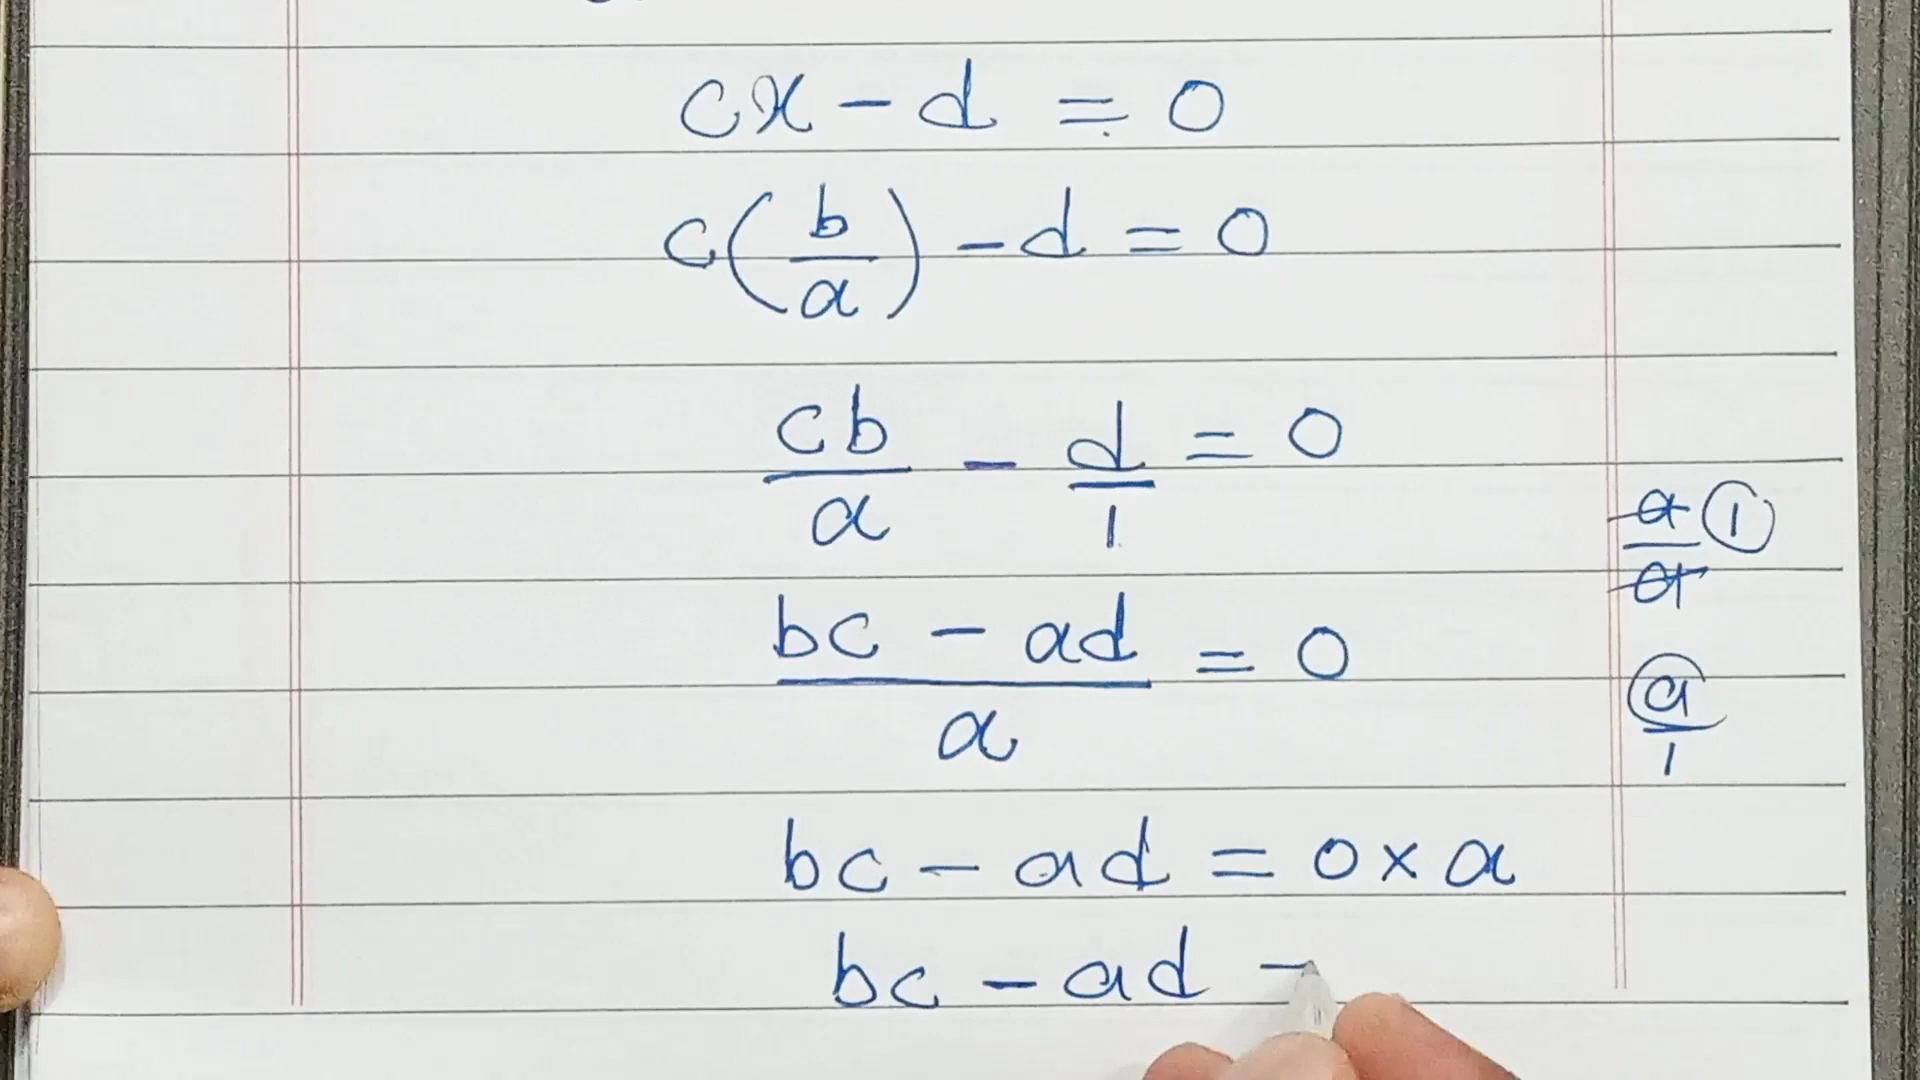 cx - d = 0
c(b/a) - d = 0
cb/a - d/1 = 0
a/a 1
bc - ad/a = 0
a/1
bc - ad = 0 × a
bc - ad -